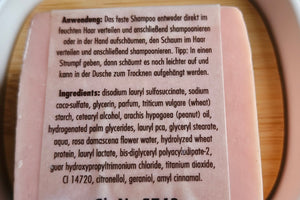 Anwendung: Das feste Shampoo entweder direkt im
feuchten Haar verteilen und anschließend shampoonieren
oder in der Hand aufschäumen, den Schaum im Haar
verteilen und anschließend shampoonieren. Tipp: In einen
Strumpf geben, dann schäumt es noch leichter auf und
kann in der Dusche zum Trocknen aufgehängt werden.
Ingredients: disodium lauryl sulfosuccinate, sodium
coco-sulfate, glycerin, parfum, triticum vulgare (wheat)
starch, cetearyl alcohol, arachis hypogaea (peanut) oil,
hydrogenated palm glycerides, lauryl pca, glyceryl stearate,
aqua, rosa damascena flower water, hydrolyzed wheat
protein, lauryl lactate, bis-diglyceryl polyacyladipate-2,
guar hydroxypropyltrimonium chloride, titanium dioxide,
CI 14720, citronellol, geraniol, amyl cinnamal.